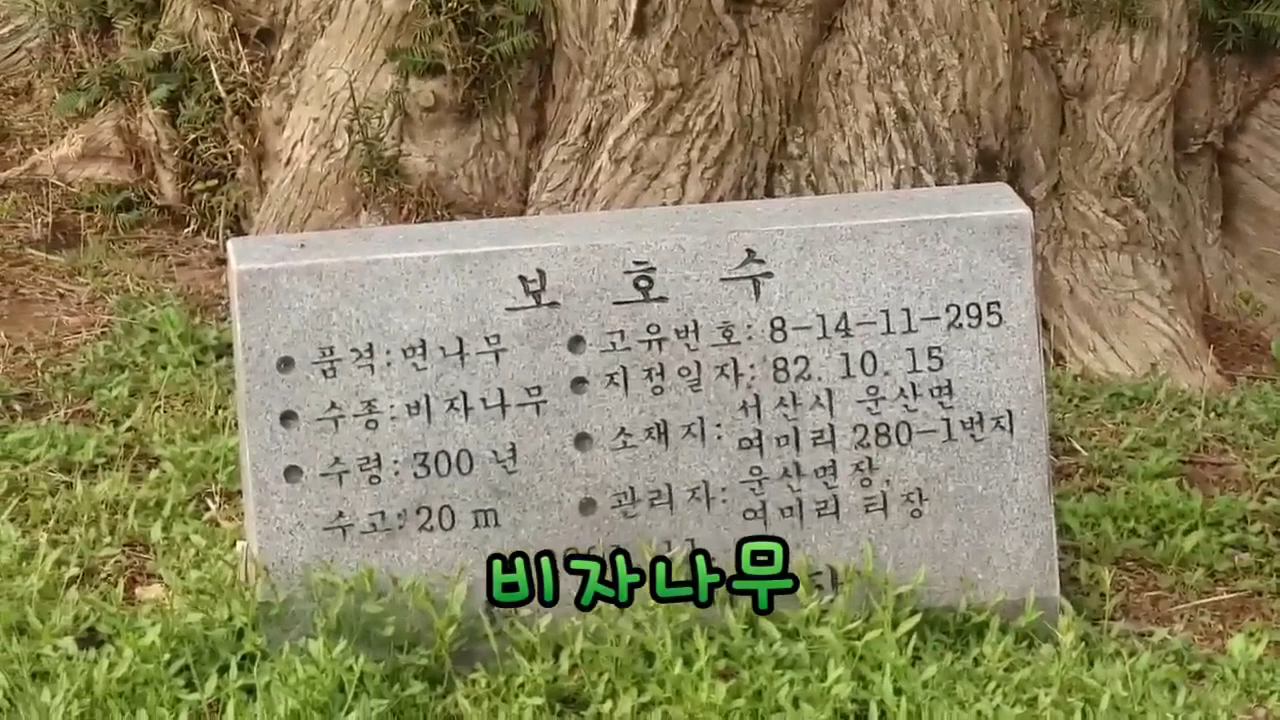 보 호 수
품격:면나무
수종:비자나무
수령:300 년
수고:20 m
고유번호: 8-14-11-295
지정일자: 82. 10. 15
소재지: 서산시 운산면
여미리 280-1번지
관리자: 운산면장,
여미리 티장
비자나무